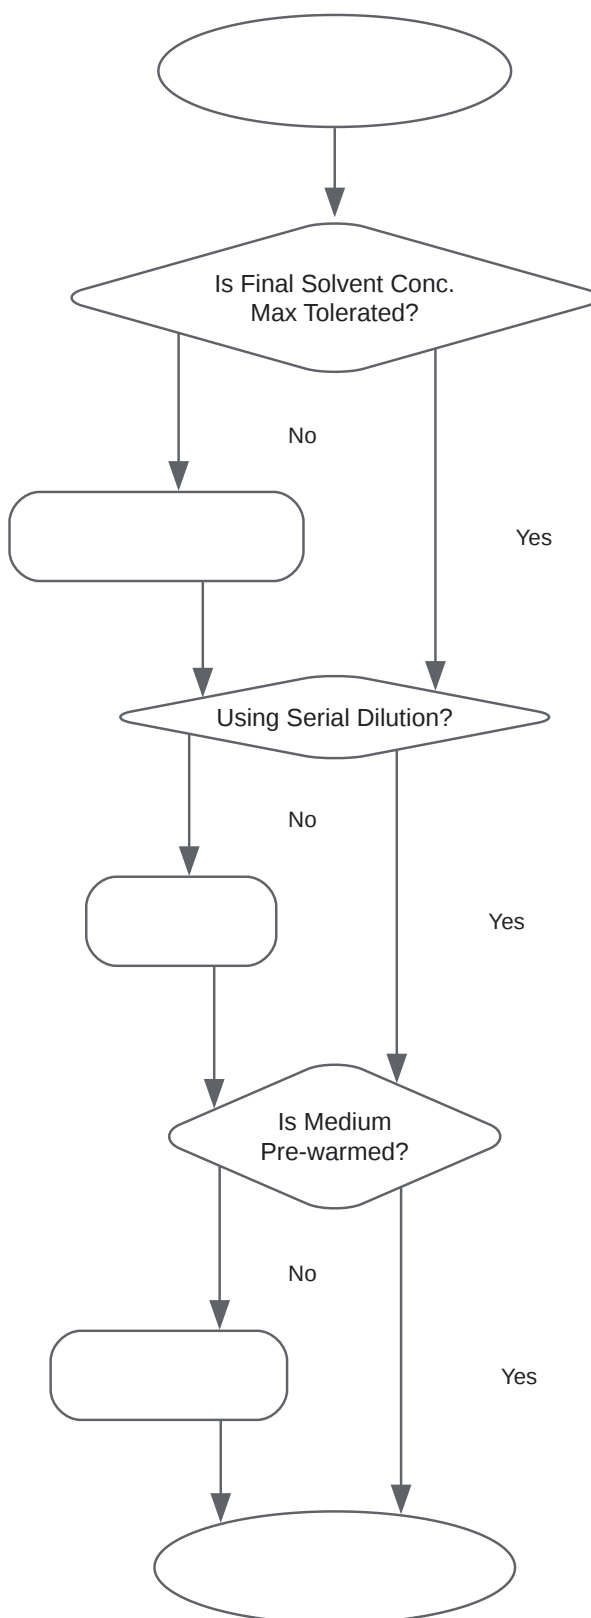 Is Final Solvent Conc.
Max Tolerated?
No
Yes
Using Serial Dilution?
No
Yes
Is Medium
Pre-warmed?
No
Yes